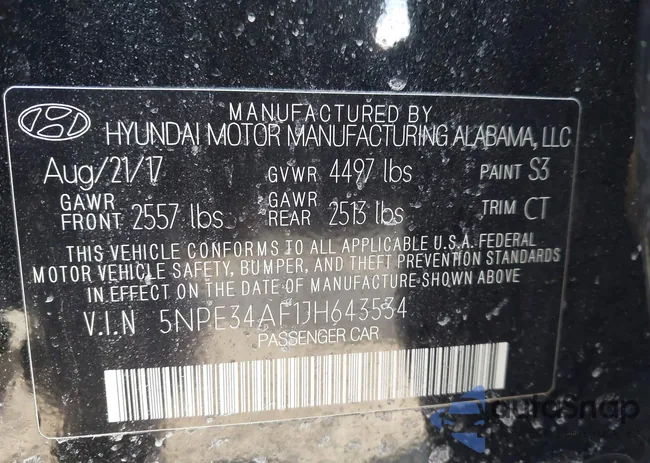 MANUFACTURED BY
HYUNDAI MOTOR MANUFACTURING ALABAMA, LLC
Aug/21/17 GVWR 4497 lbs PAINT S3
GAWR FRONT 2557 lbs GAWR REAR 2513 lbs TRIM CT
THIS VEHICLE CONFORMS TO ALL APPLICABLE U.S.A. FEDERAL
MOTOR VEHICLE SAFETY, BUMPER, AND THEFT PREVENTION STANDARDS
IN EFFECT ON THE DATE OF MANUFACTURE SHOWN ABOVE
V.I.N 5NPE34AF1JH643534
PASSENGER CAR
autoSnap